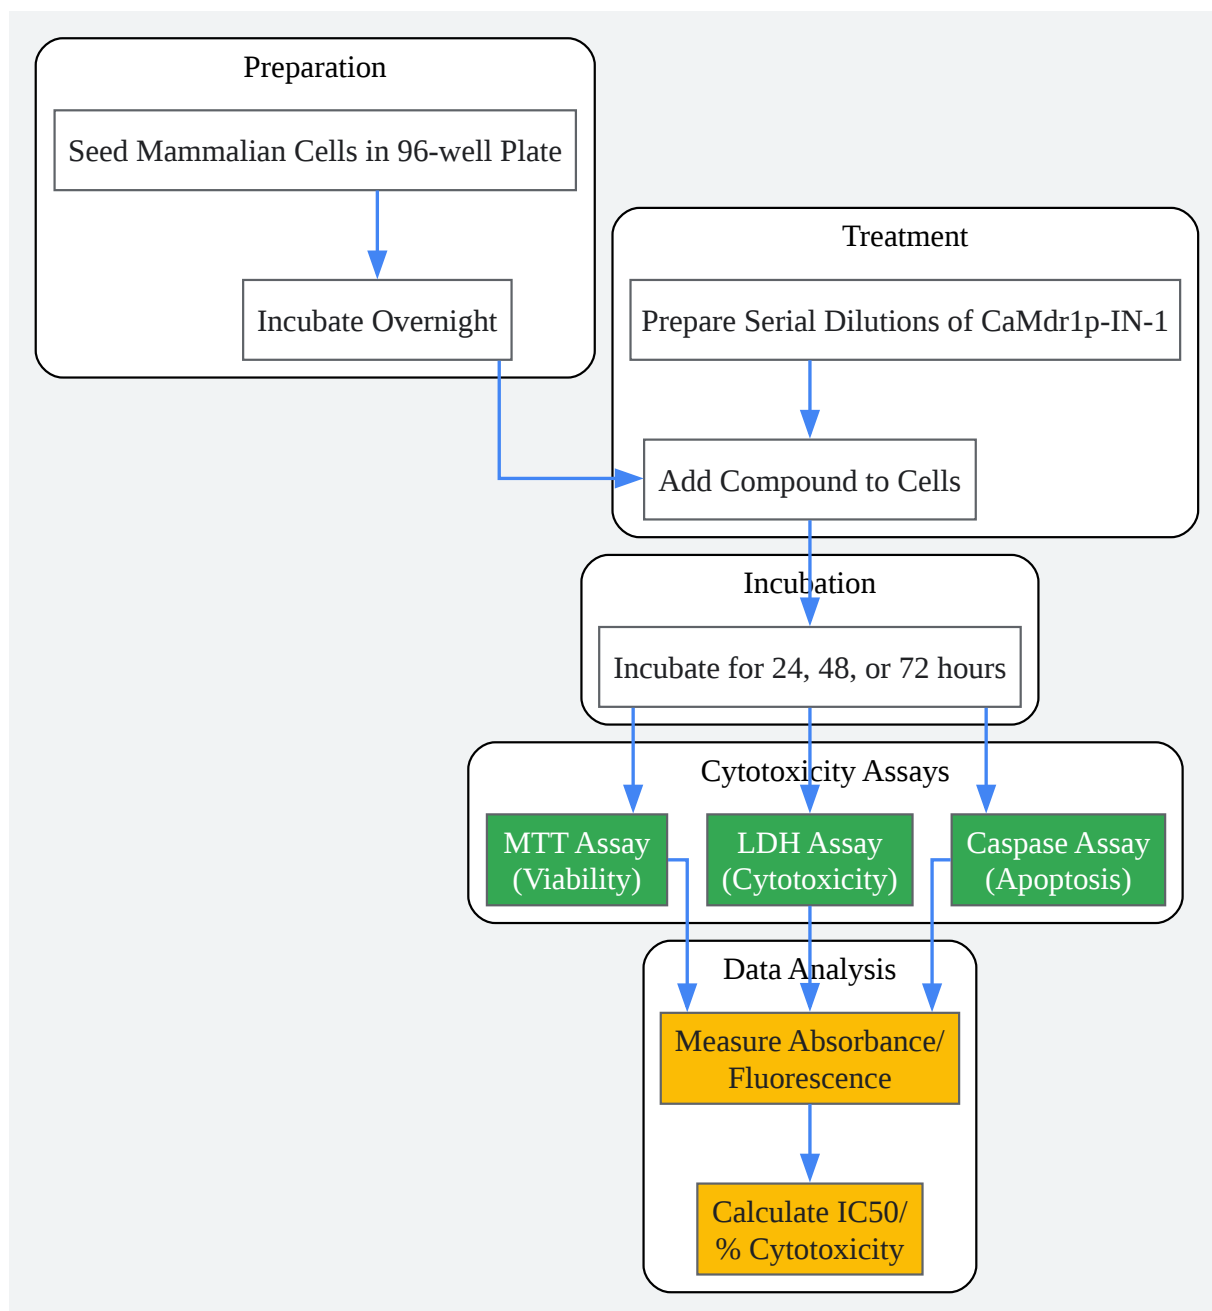 Preparation
Seed Mammalian Cells in 96-well Plate
Incubate Overnight
Treatment
Prepare Serial Dilutions of CaMdr1p-IN-1
Add Compound to Cells
Incubation
Incubate for 24, 48, or 72 hours
Cytotoxicity Assays
MTT Assay
(Viability)
LDH Assay
(Cytotoxicity)
Caspase Assay
(Apoptosis)
Data Analysis
Measure Absorbance/
Fluorescence
Calculate IC50/
% Cytotoxicity